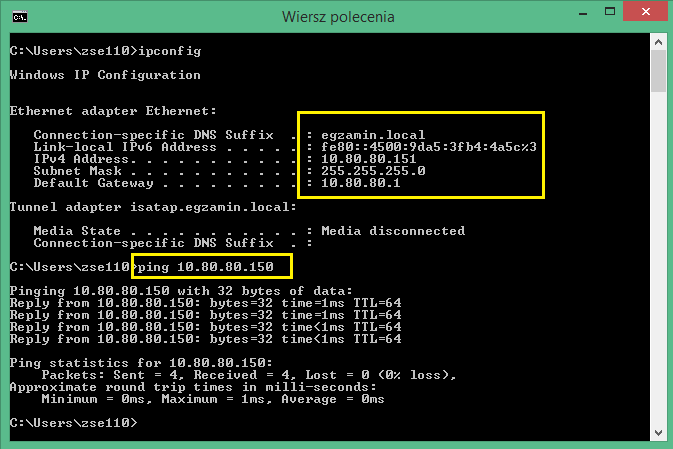 Wiersz polecenia
C:\Users\zse110>ipconfig
Windows IP Configuration
Ethernet adapter Ethernet:
Connection-specific DNS Suffix . : egzamin.local
Link-local IPv6 Address . . . . . : fe80::4500:9da5:3fb4:4a5c%3
IPv4 Address. . . . . . . . . . . : 10.80.80.151
Subnet Mask . . . . . . . . . . . : 255.255.255.0
Default Gateway . . . . . . . . . : 10.80.80.1
Tunnel adapter isatap.egzamin.local:
Media State . . . . . . . . . . . : Media disconnected
Connection-specific DNS Suffix . :
C:\Users\zse110>ping 10.80.80.150
Pinging 10.80.80.150 with 32 bytes of data:
Reply from 10.80.80.150: bytes=32 time=1ms TTL=64
Reply from 10.80.80.150: bytes=32 time=1ms TTL=64
Reply from 10.80.80.150: bytes=32 time<1ms TTL=64
Reply from 10.80.80.150: bytes=32 time<1ms TTL=64
Ping statistics for 10.80.80.150:
Packets: Sent = 4, Received = 4, Lost = 0 (0% loss),
Approximate round trip times in milli-seconds:
Minimum = 0ms, Maximum = 1ms, Average = 0ms
C:\Users\zse110>